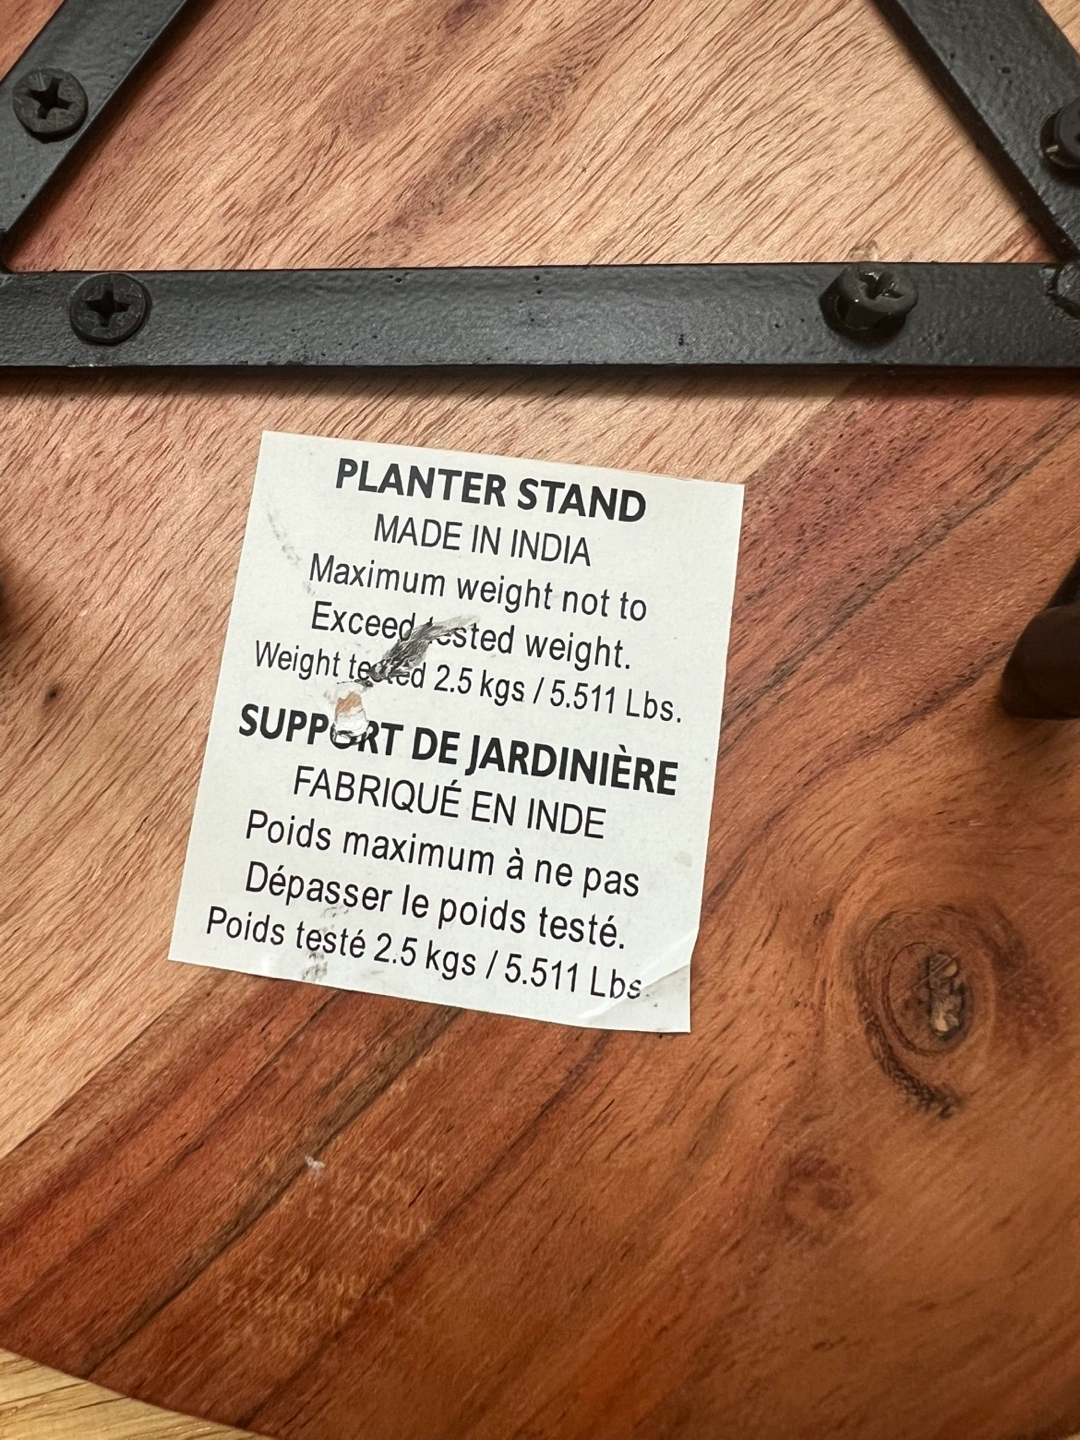 PLANTER STAND
MADE IN INDIA
Maximum weight not to
Exceed tested weight.
Weight tested 2.5 kgs / 5.511 Lbs.
SUPPORT DE JARDINIÈRE
FABRIQUÉ EN INDE
Poids maximum à ne pas
Dépasser le poids testé.
Poids testé 2.5 kgs / 5.511 Lbs.